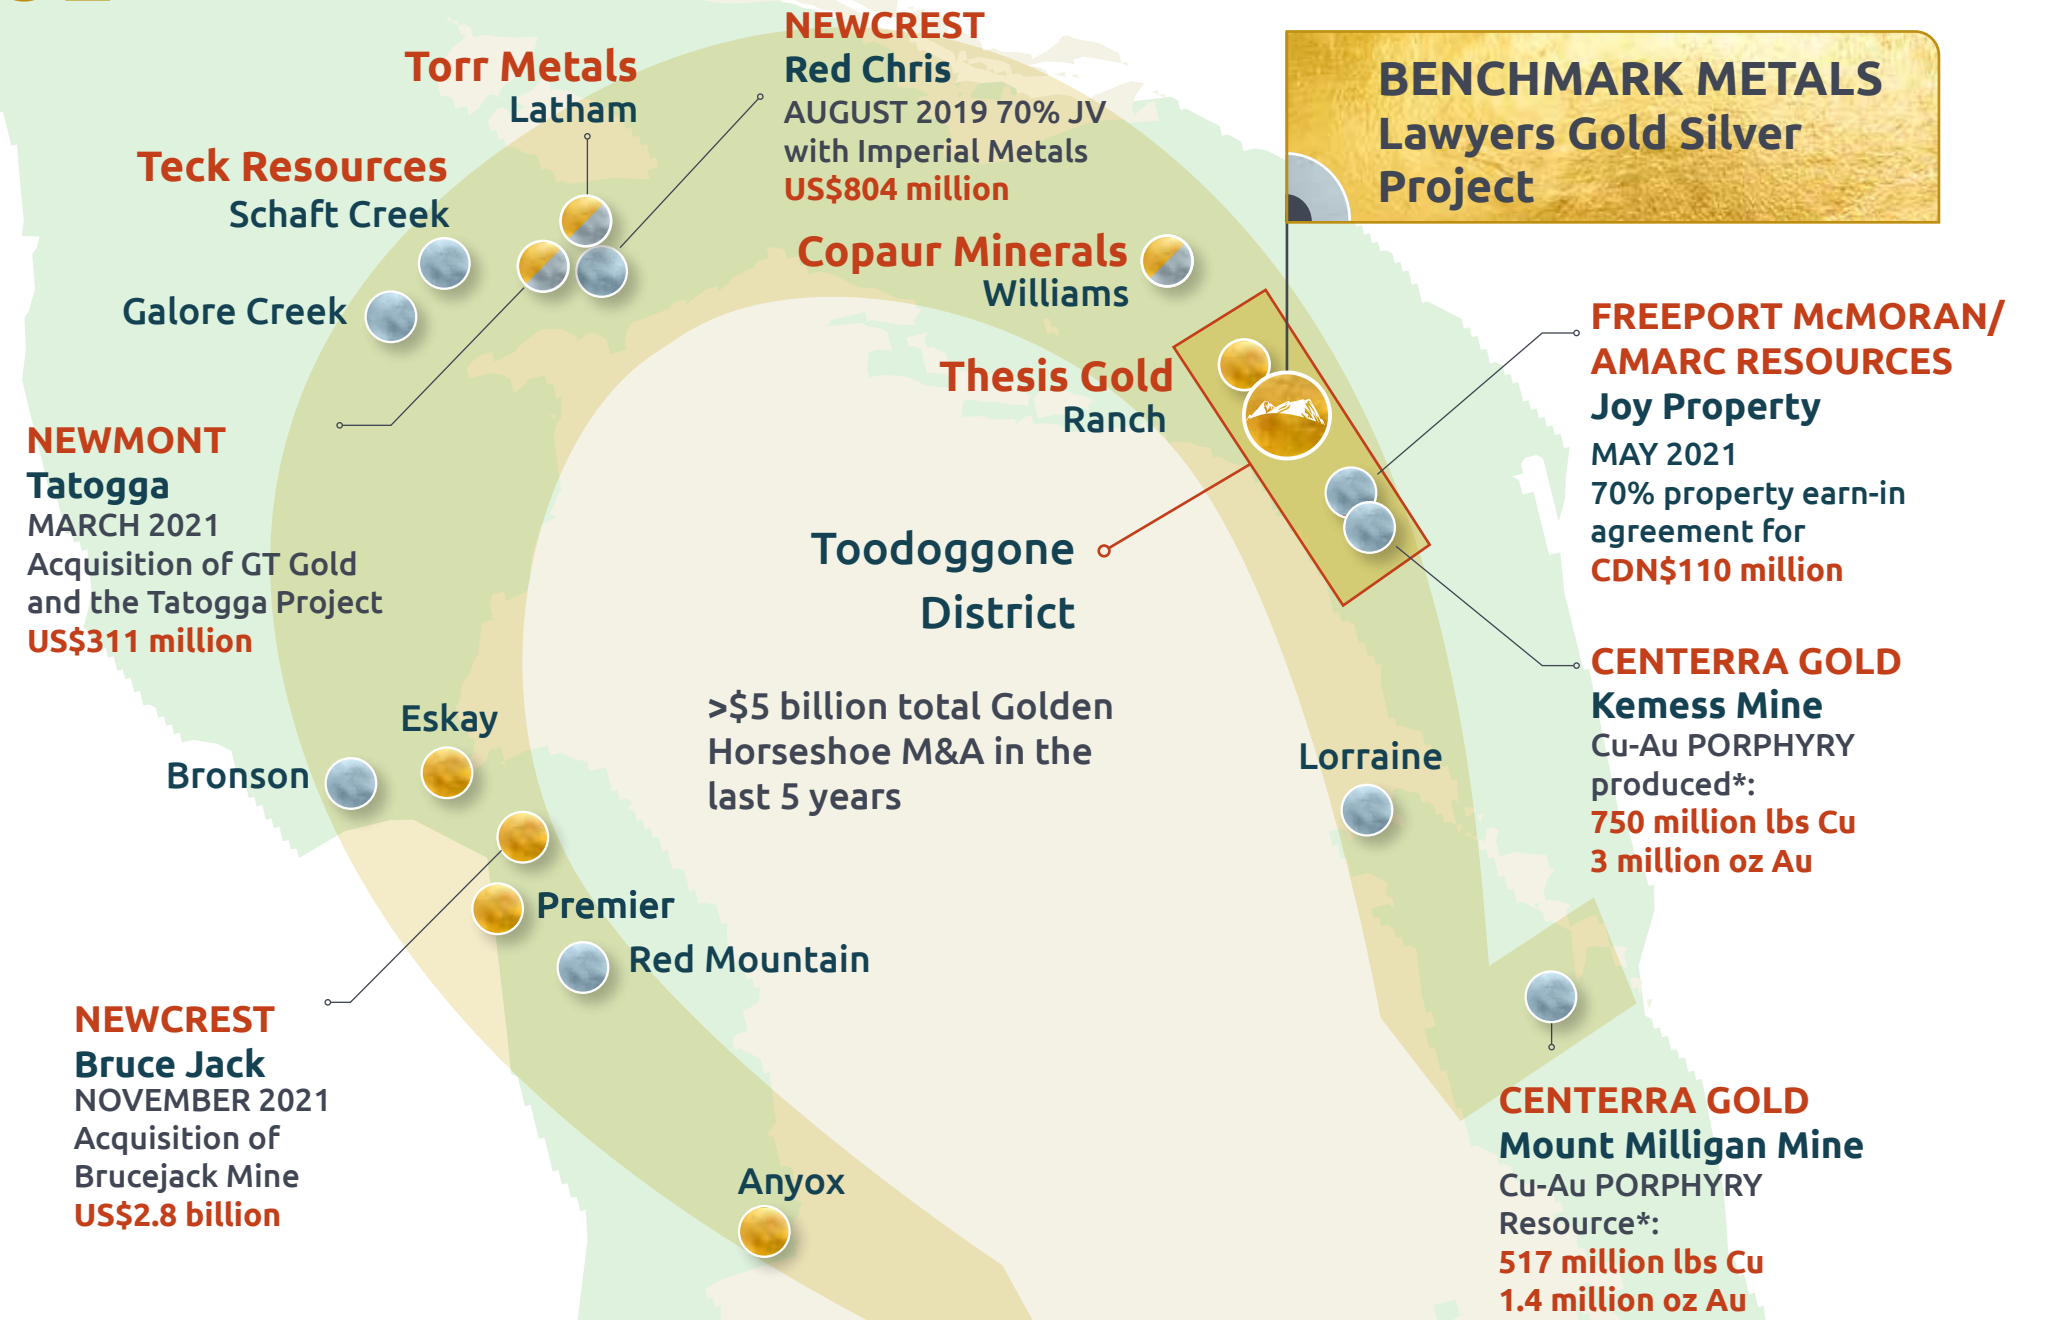 NEWCREST
Red Chris
AUGUST 2019 70% JV
with Imperial Metals
US$804 million
Torr Metals
Latham
BENCHMARK METALS
Lawyers Gold Silver
Project
Teck Resources
Schaft Creek
Galore Creek
Copaur Minerals
Williams
Thesis Gold
Ranch
FREEPORT McMORAN/
AMARC RESOURCES
Joy Property
MAY 2021
70% property earn-in
agreement for
CDN$110 million
NEWMONT
Tatogga
MARCH 2021
Acquisition of GT Gold
and the Tatogga Project
US$311 million
Toodoggone
District
CENTERRA GOLD
Kemess Mine
Cu-Au PORPHYRY
produced*:
750 million lbs Cu
3 million oz Au
>$5 billion total Golden
Horseshoe M&A in the
last 5 years
Eskay
Bronson
Lorraine
Premier
Red Mountain
NEWCREST
Bruce Jack
NOVEMBER 2021
Acquisition of
Brucejack Mine
US$2.8 billion
Anyox
CENTERRA GOLD
Mount Milligan Mine
Cu-Au PORPHYRY
Resource*:
517 million lbs Cu
1.4 million oz Au